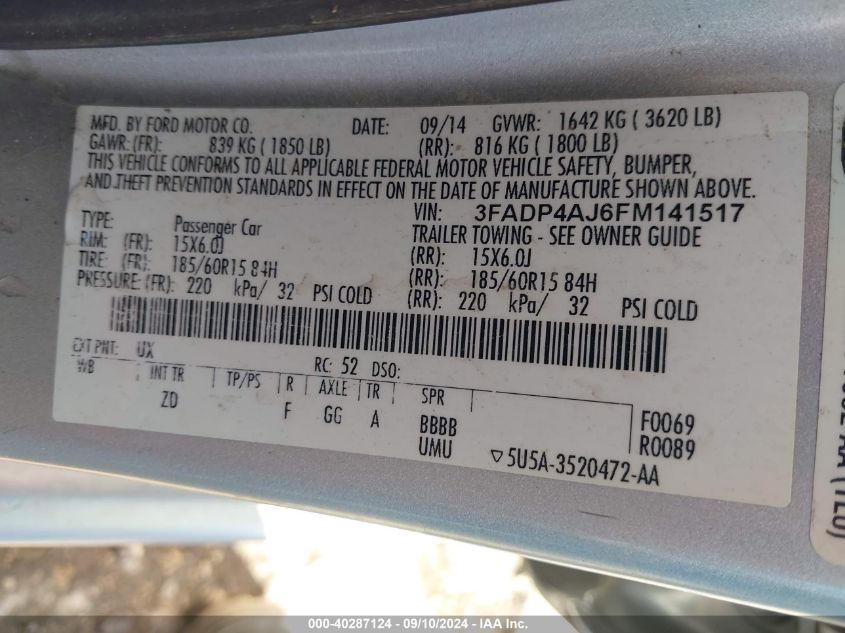 MFD. BY FORD MOTOR CO. DATE: 09/14 GVWR: 1642 KG ( 3620 LB)
GAWR: (FR): 839 KG ( 1850 LB) (RR): 816 KG ( 1800 LB)
THIS VEHICLE CONFORMS TO ALL APPLICABLE FEDERAL MOTOR VEHICLE SAFETY, BUMPER,
AND THEFT PREVENTION STANDARDS IN EFFECT ON THE DATE OF MANUFACTURE SHOWN ABOVE.
VIN: 3FADP4AJ6FM141517
TYPE: Passenger Car TRAILER TOWING - SEE OWNER GUIDE
RIM: (FR): 15X6.0J (RR): 15X6.0J
TIRE: (FR): 185/60R15 84H (RR): 185/60R15 84H
PRESSURE: (FR): 220 kPa/ 32 PSI COLD (RR): 220 kPa/ 32 PSI COLD
EXT PNT: UX RC: 52 DSO:
WB INT TR TP/PS R AXLE TR SPR
ZD F GG A BBBB F0069
UMU R0089
5U5A-3520472-AA
AA (TLO)
000-40287124 - 09/10/2024 - IAAI, Inc.